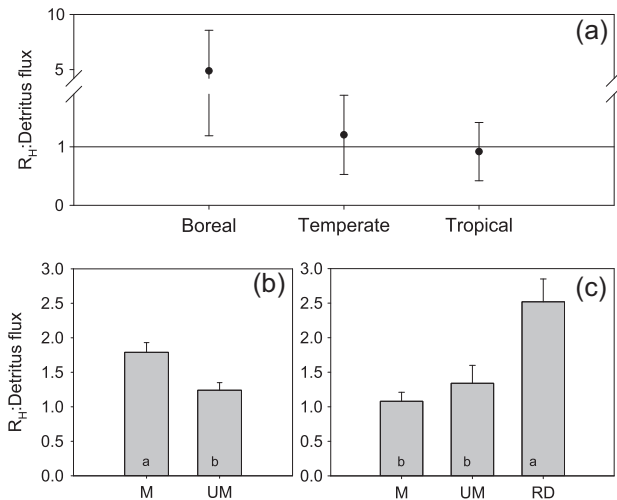 (a)
R_H:Detritus flux
10
5
1
0
Boreal Temperate Tropical
(b)
R_H:Detritus flux
3.0
2.5
2.0
1.5
1.0
0.5
0.0
a b
M UM
(c)
3.0
2.5
2.0
1.5
1.0
0.5
0.0
b b a
M UM RD